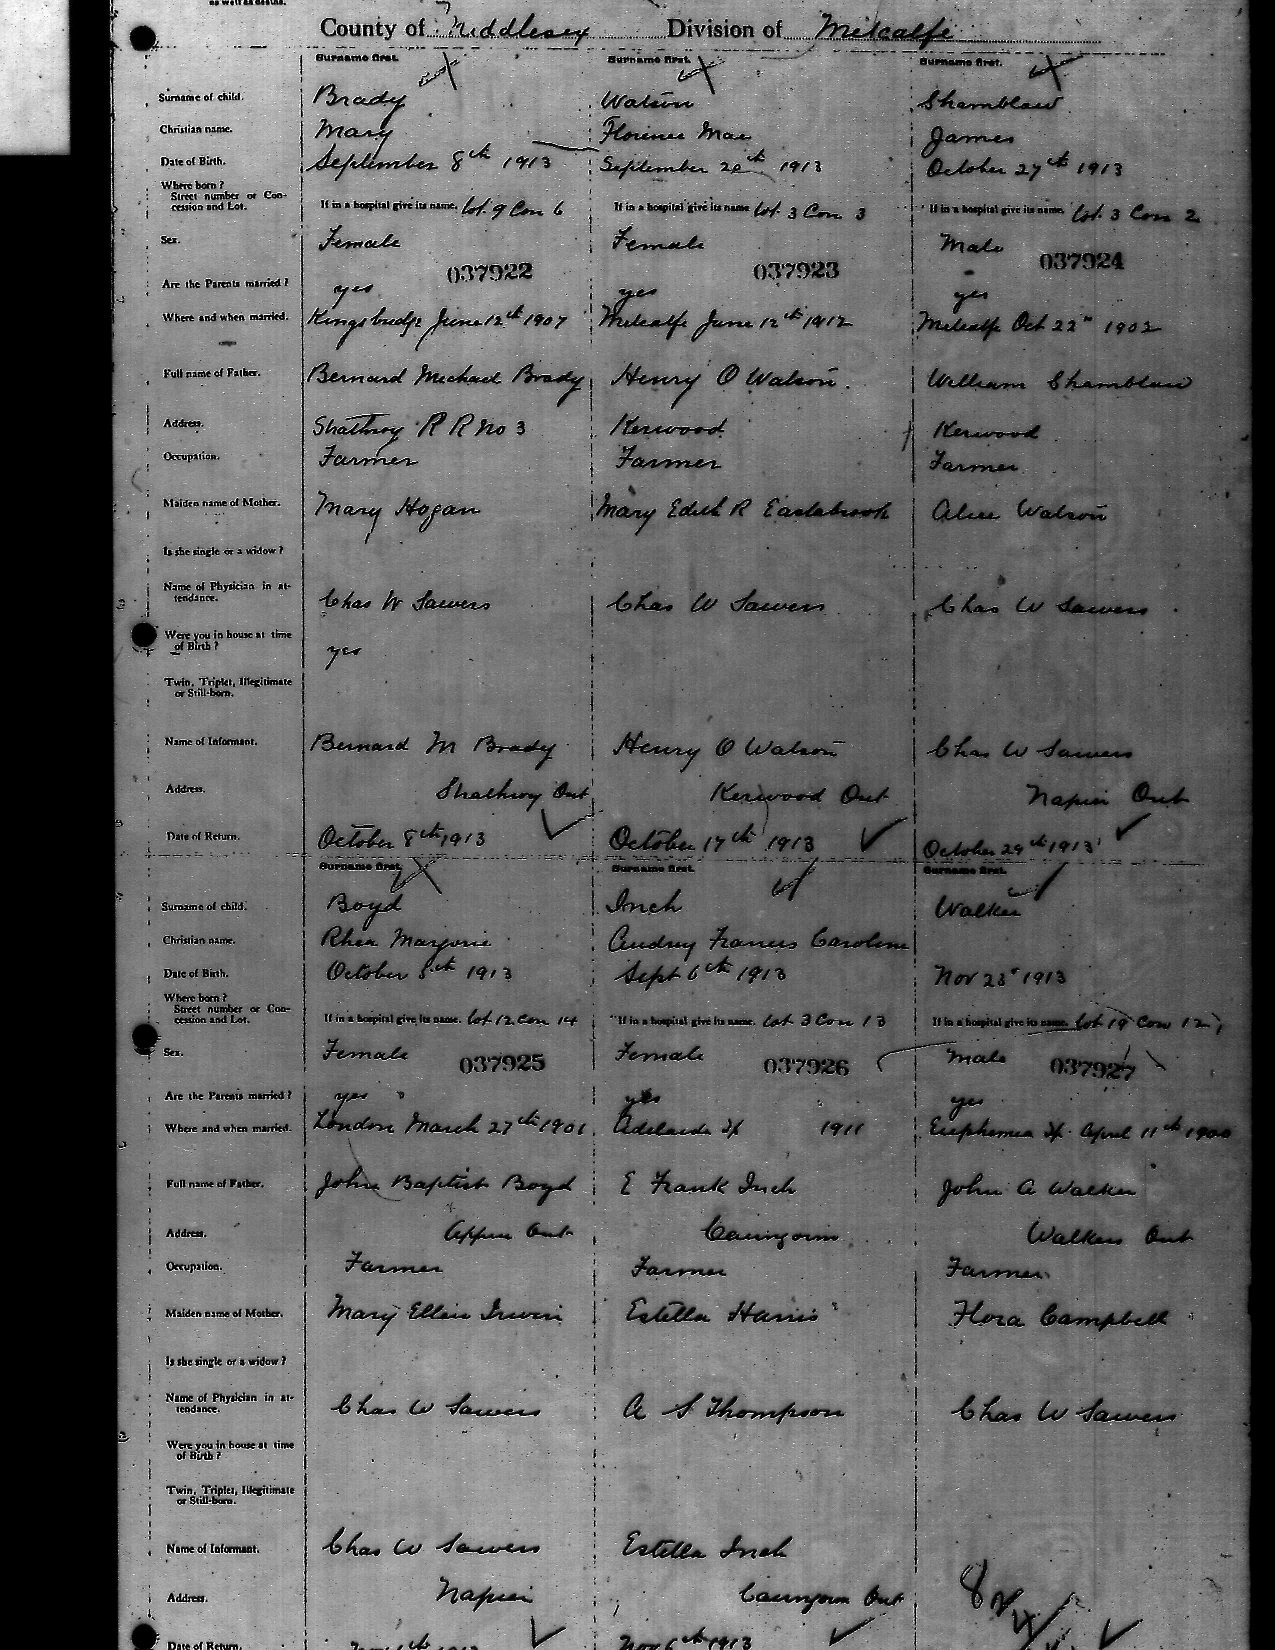 as well as deaths.
County of Middlesex Division of Metcalfe
Surname first. Surname first. Surname first.
Surname of child. Brady Watson Shamblaw
Christian name. Mary Florence Mae James
Date of Birth. September 8th 1913 September 20th 1913 October 27th 1913
Where born?
Street number or Con-
cession and Lot. If in a hospital give its name. Lot 9 Con 6 If in a hospital give its name Lot 3 Con 3 If in a hospital give its name. Lot 3 Con 2
Sex. Female Female Male
037922 037923 037924
Are the Parents married? yes yes yes
Where and when married. Kingsbridge June 12th 1907 Metcalfe June 12th 1912 Metcalfe Oct 22nd 1902
Full name of Father. Bernard Michael Brady Henry O Watson. William Shamblaw
Address. Strathroy R R No 3 Kerwood Kerwood
Occupation. Farmer Farmer Farmer
Maiden name of Mother. Mary Hogan Mary Edith R Eastabrook Alice Watson
Is she single or a widow?
Name of Physician in at-
tendance. Chas W Sawers Chas W Sawers Chas W Sawers
Were you in house at time
of Birth? yes
Twin, Triplet, Illegitimate
or Still-born.
Name of Informant. Bernard M Brady Henry O Watson Chas W Sawers
Address. Strathroy Ont Kerwood Ont Napier Ont
Date of Return. October 8th 1913 October 17th 1913 October 29th 1913
Surname first. Surname first. Surname first.
Surname of child. Boyd Inch Walker
Christian name. Rhea Marjorie Audrey Frances Caroline
Date of Birth. October 5th 1913 Sept 6th 1913 Nov 23rd 1913
Where born?
Street number or Con-
cession and Lot. If in a hospital give its name. Lot 12 Con 14 If in a hospital give its name. Lot 3 Con 13 If in a hospital give its name. Lot 19 Con 12
Sex. Female Female Male
037925 037926 037927
Are the Parents married? yes yes yes
Where and when married. London March 27th 1901 Adelaide Tp 1911 Euphemia Tp. April 11th 1900
Full name of Father. John Baptist Boyd E Frank Inch John A Walker
Address. Appin Ont Cairngorm Walkers Ont
Occupation. Farmer Farmer Farmer
Maiden name of Mother. Mary Ellen Irwin Estella Harris Flora Campbell
Is she single or a widow?
Name of Physician in at-
tendance. Chas W Sawers A S Thompson Chas W Sawers
Were you in house at time
of Birth?
Twin, Triplet, Illegitimate
or Still-born.
Name of Informant. Chas W Sawers Estella Inch
Address. Napier Cairngorm Ont
Date of Return. Nov 6th 1913